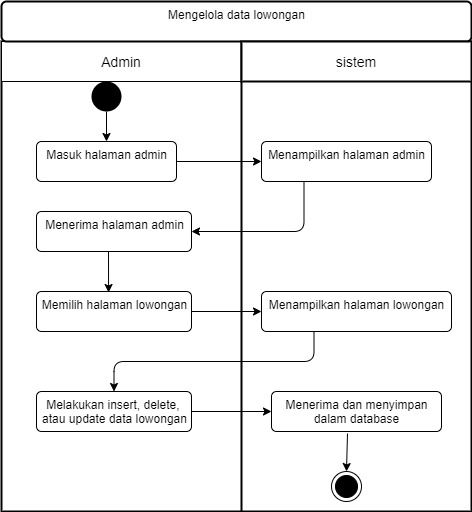 Mengelola data lowongan
Admin
sistem
Masuk halaman admin
Menampilkan halaman admin
Menerima halaman admin
Memilih halaman lowongan
Menampilkan halaman lowongan
Melakukan insert, delete,
atau update data lowongan
Menerima dan menyimpan
dalam database